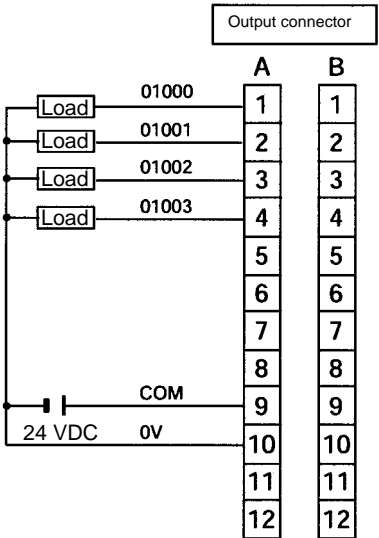 Output connector
A B
Load 01000 1 1
Load 01001 2 2
Load 01002 3 3
Load 01003 4 4
5 5
6 6
7 7
8 8
COM 9 9
24 VDC 0V 10 10
11 11
12 12